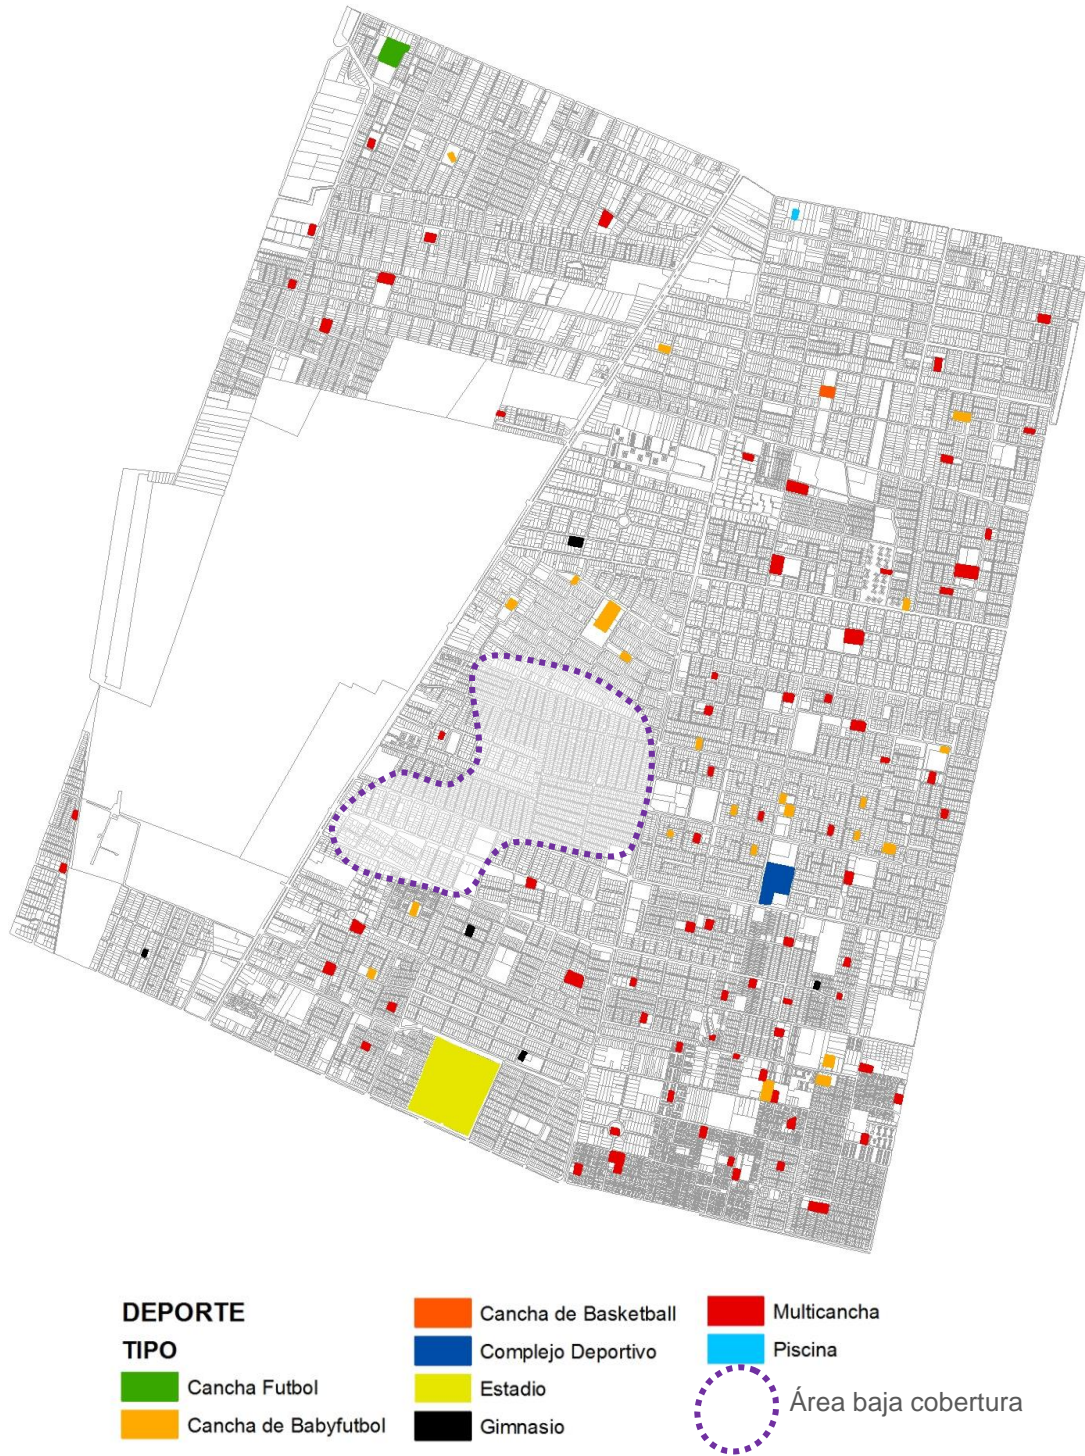 DEPORTE
TIPO
Cancha Futbol
Cancha de Babyfutbol
Cancha de Basketball
Complejo Deportivo
Estadio
Gimnasio
Multicancha
Piscina
Área baja cobertura